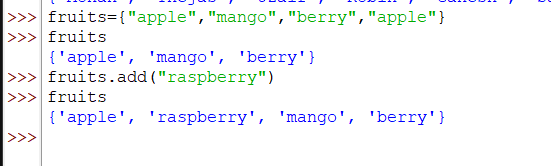 >>> fruits={"apple","mango","berry","apple"}
>>> fruits
{'apple', 'mango', 'berry'}
>>> fruits.add("raspberry")
>>> fruits
{'apple', 'raspberry', 'mango', 'berry'}
>>>